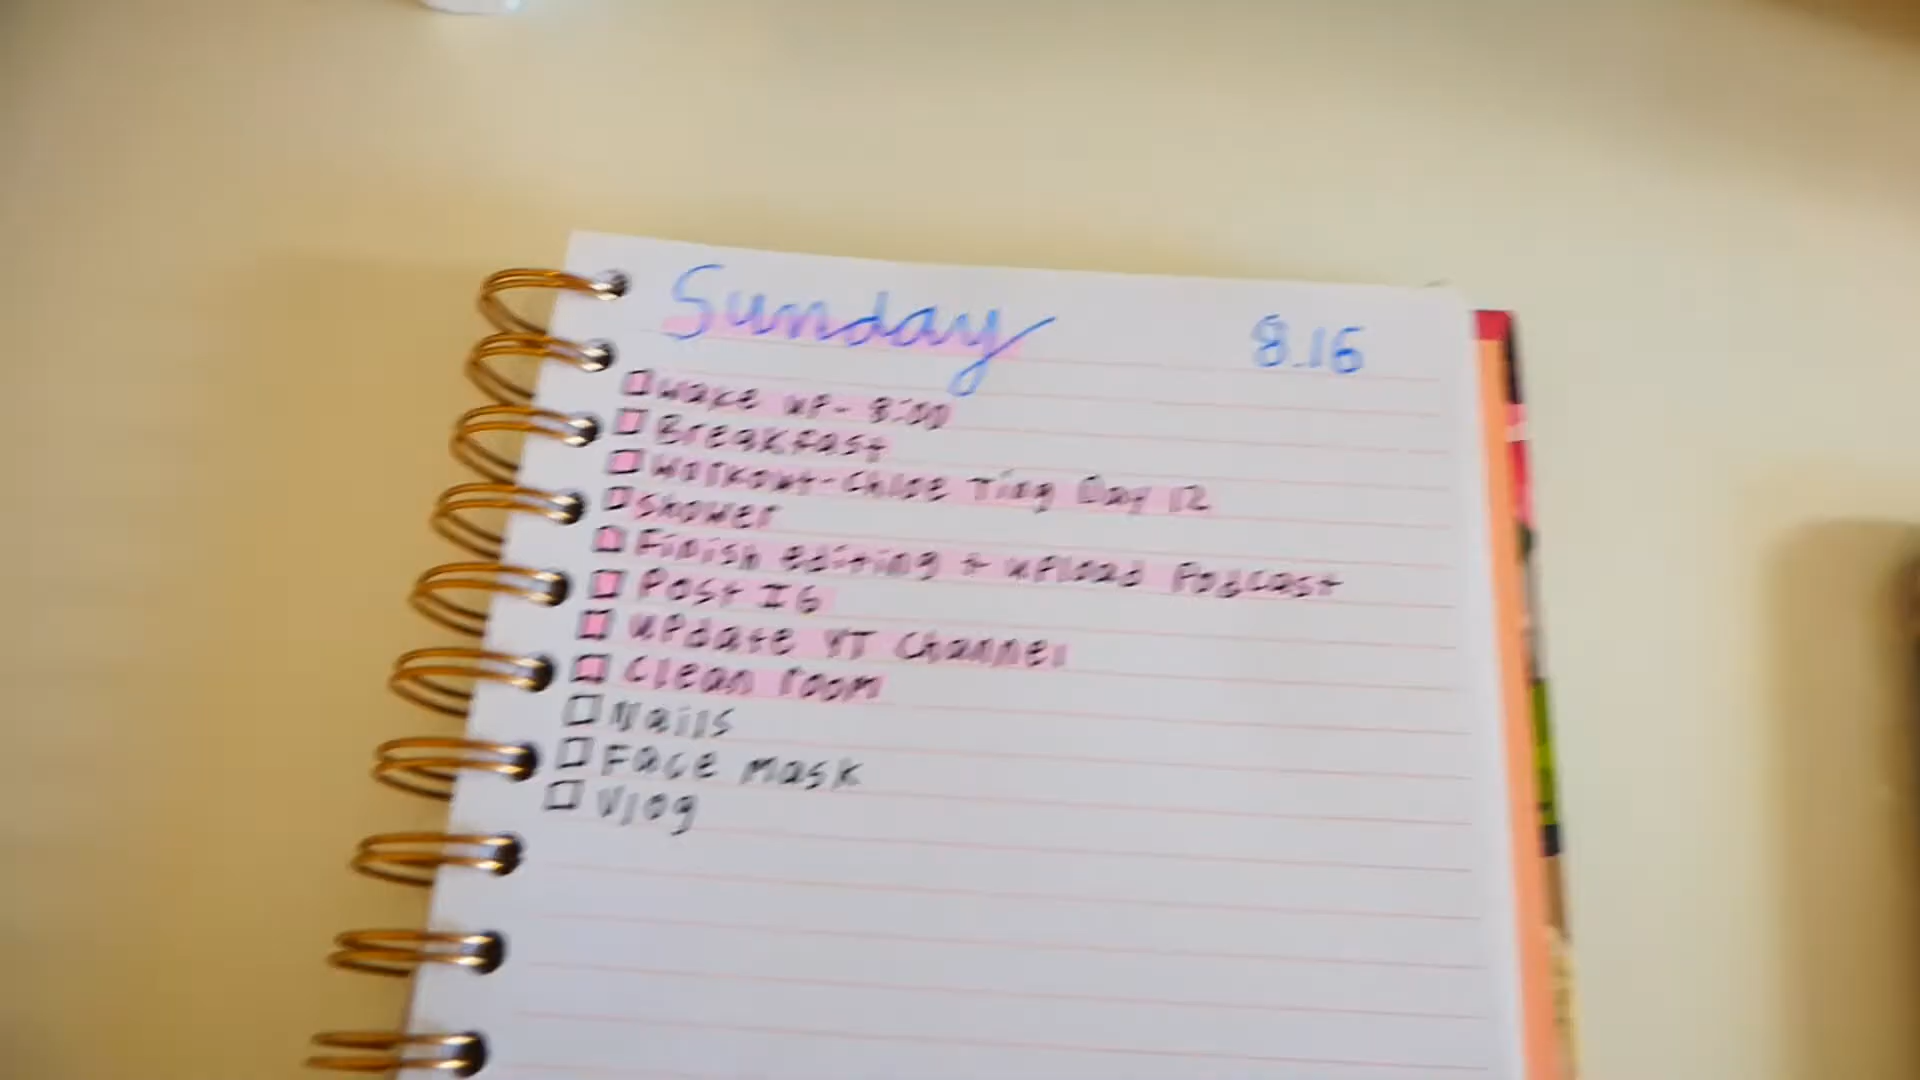 Sunday 8.16
Wake up - 8:00
Breakfast
Workout - Chloe Ting Day 12
Shower
Finish editing + upload Podcast
Post IG
Update YT Channel
Clean room
Nails
Face mask
Vlog